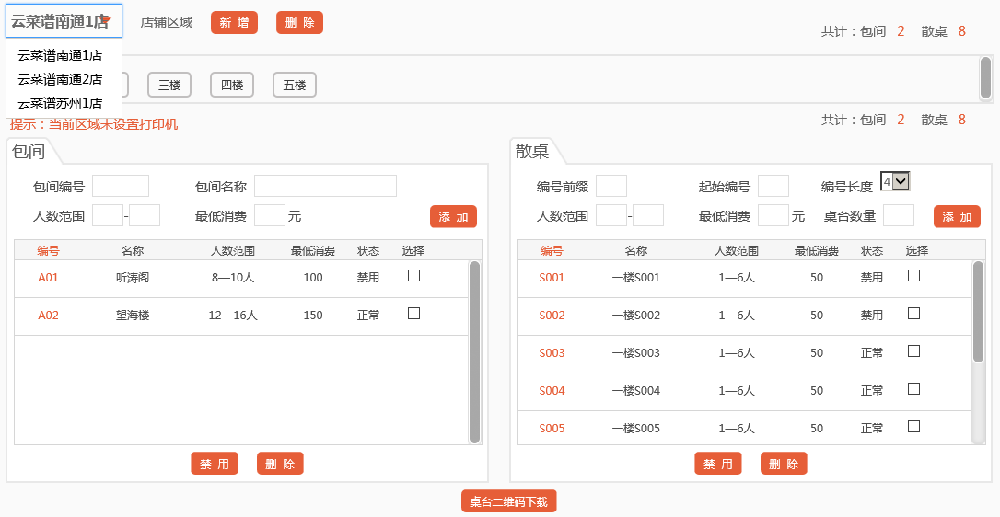 云菜谱南通1店 店铺区域 新 增 删 除 共计：包间 2 散桌 8
云菜谱南通1店
云菜谱南通2店
云菜谱苏州1店
三楼 四楼 五楼
提示：当前区域未设置打印机 共计：包间 2 散桌 8
包间
包间编号 包间名称
人数范围 - 最低消费 元 添 加
编号 名称 人数范围 最低消费 状态 选择
A01 听涛阁 8—10人 100 禁用
A02 望海楼 12—16人 150 正常
禁 用 删 除
散桌
编号前缀 起始编号 编号长度 4
人数范围 - 最低消费 元 桌台数量 添 加
编号 名称 人数范围 最低消费 状态 选择
S001 一楼S001 1—6人 50 禁用
S002 一楼S002 1—6人 50 禁用
S003 一楼S003 1—6人 50 正常
S004 一楼S004 1—6人 50 正常
S005 一楼S005 1—6人 50 正常
禁 用 删 除
桌台二维码下载